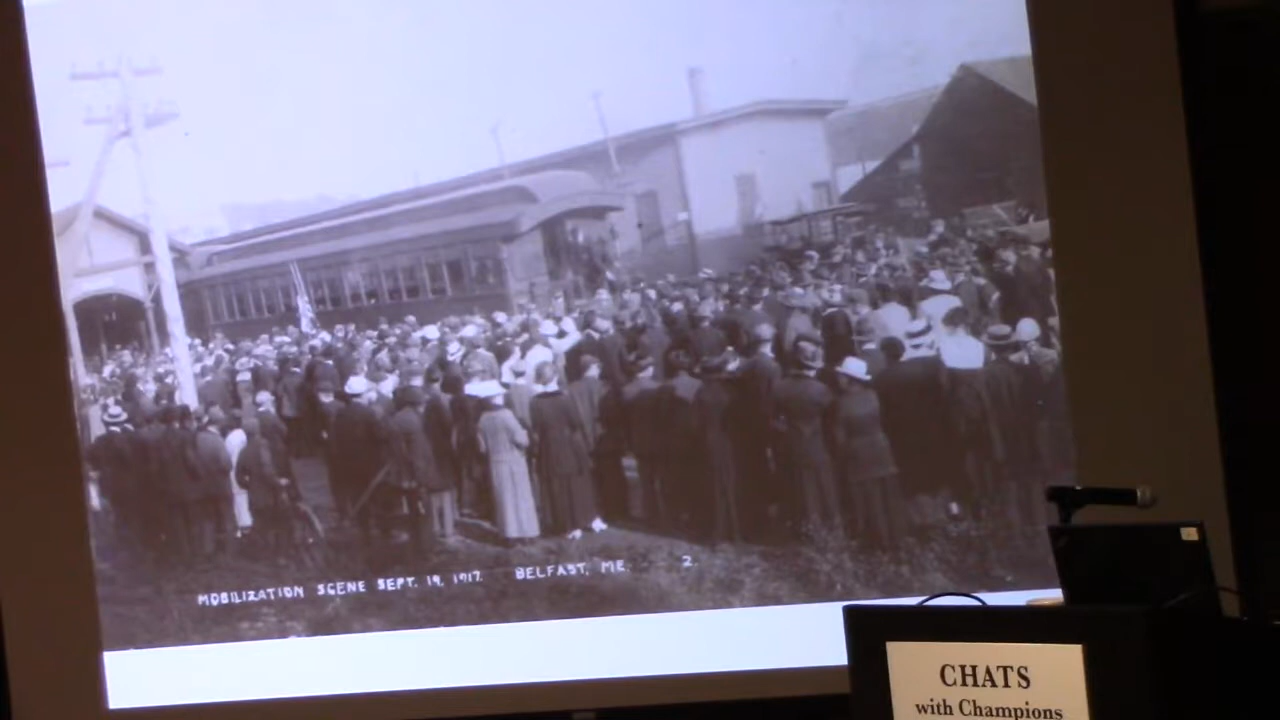 MOBILIZATION SCENE SEPT. 19, 1917. BELFAST, ME. 2.
CHATS
with Champions